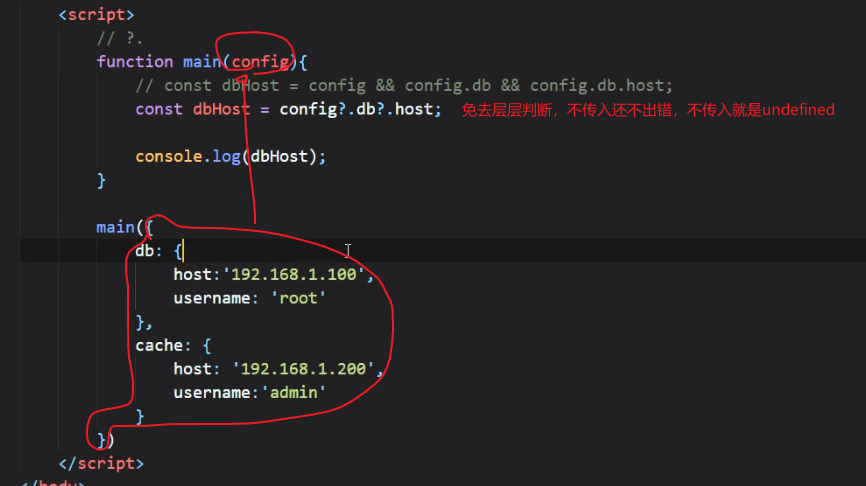 <script>
// ?.
function main(config){
// const dbHost = config && config.db && config.db.host;
const dbHost = config?.db?.host; 免去层层判断，不传入还不出错，不传入就是undefined
console.log(dbHost);
}
main({
db: {
host:'192.168.1.100',
username: 'root'
},
cache: {
host: '192.168.1.200',
username:'admin'
}
})
</script>
</body>